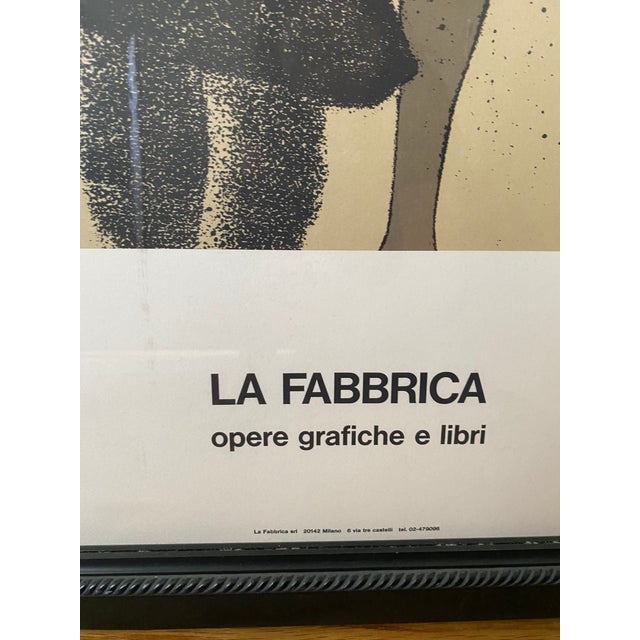 LA FABBRICA
opere grafiche e libri
La Fabbrica srl 20142 Milano 6 via tre castelli tel. 02-479096